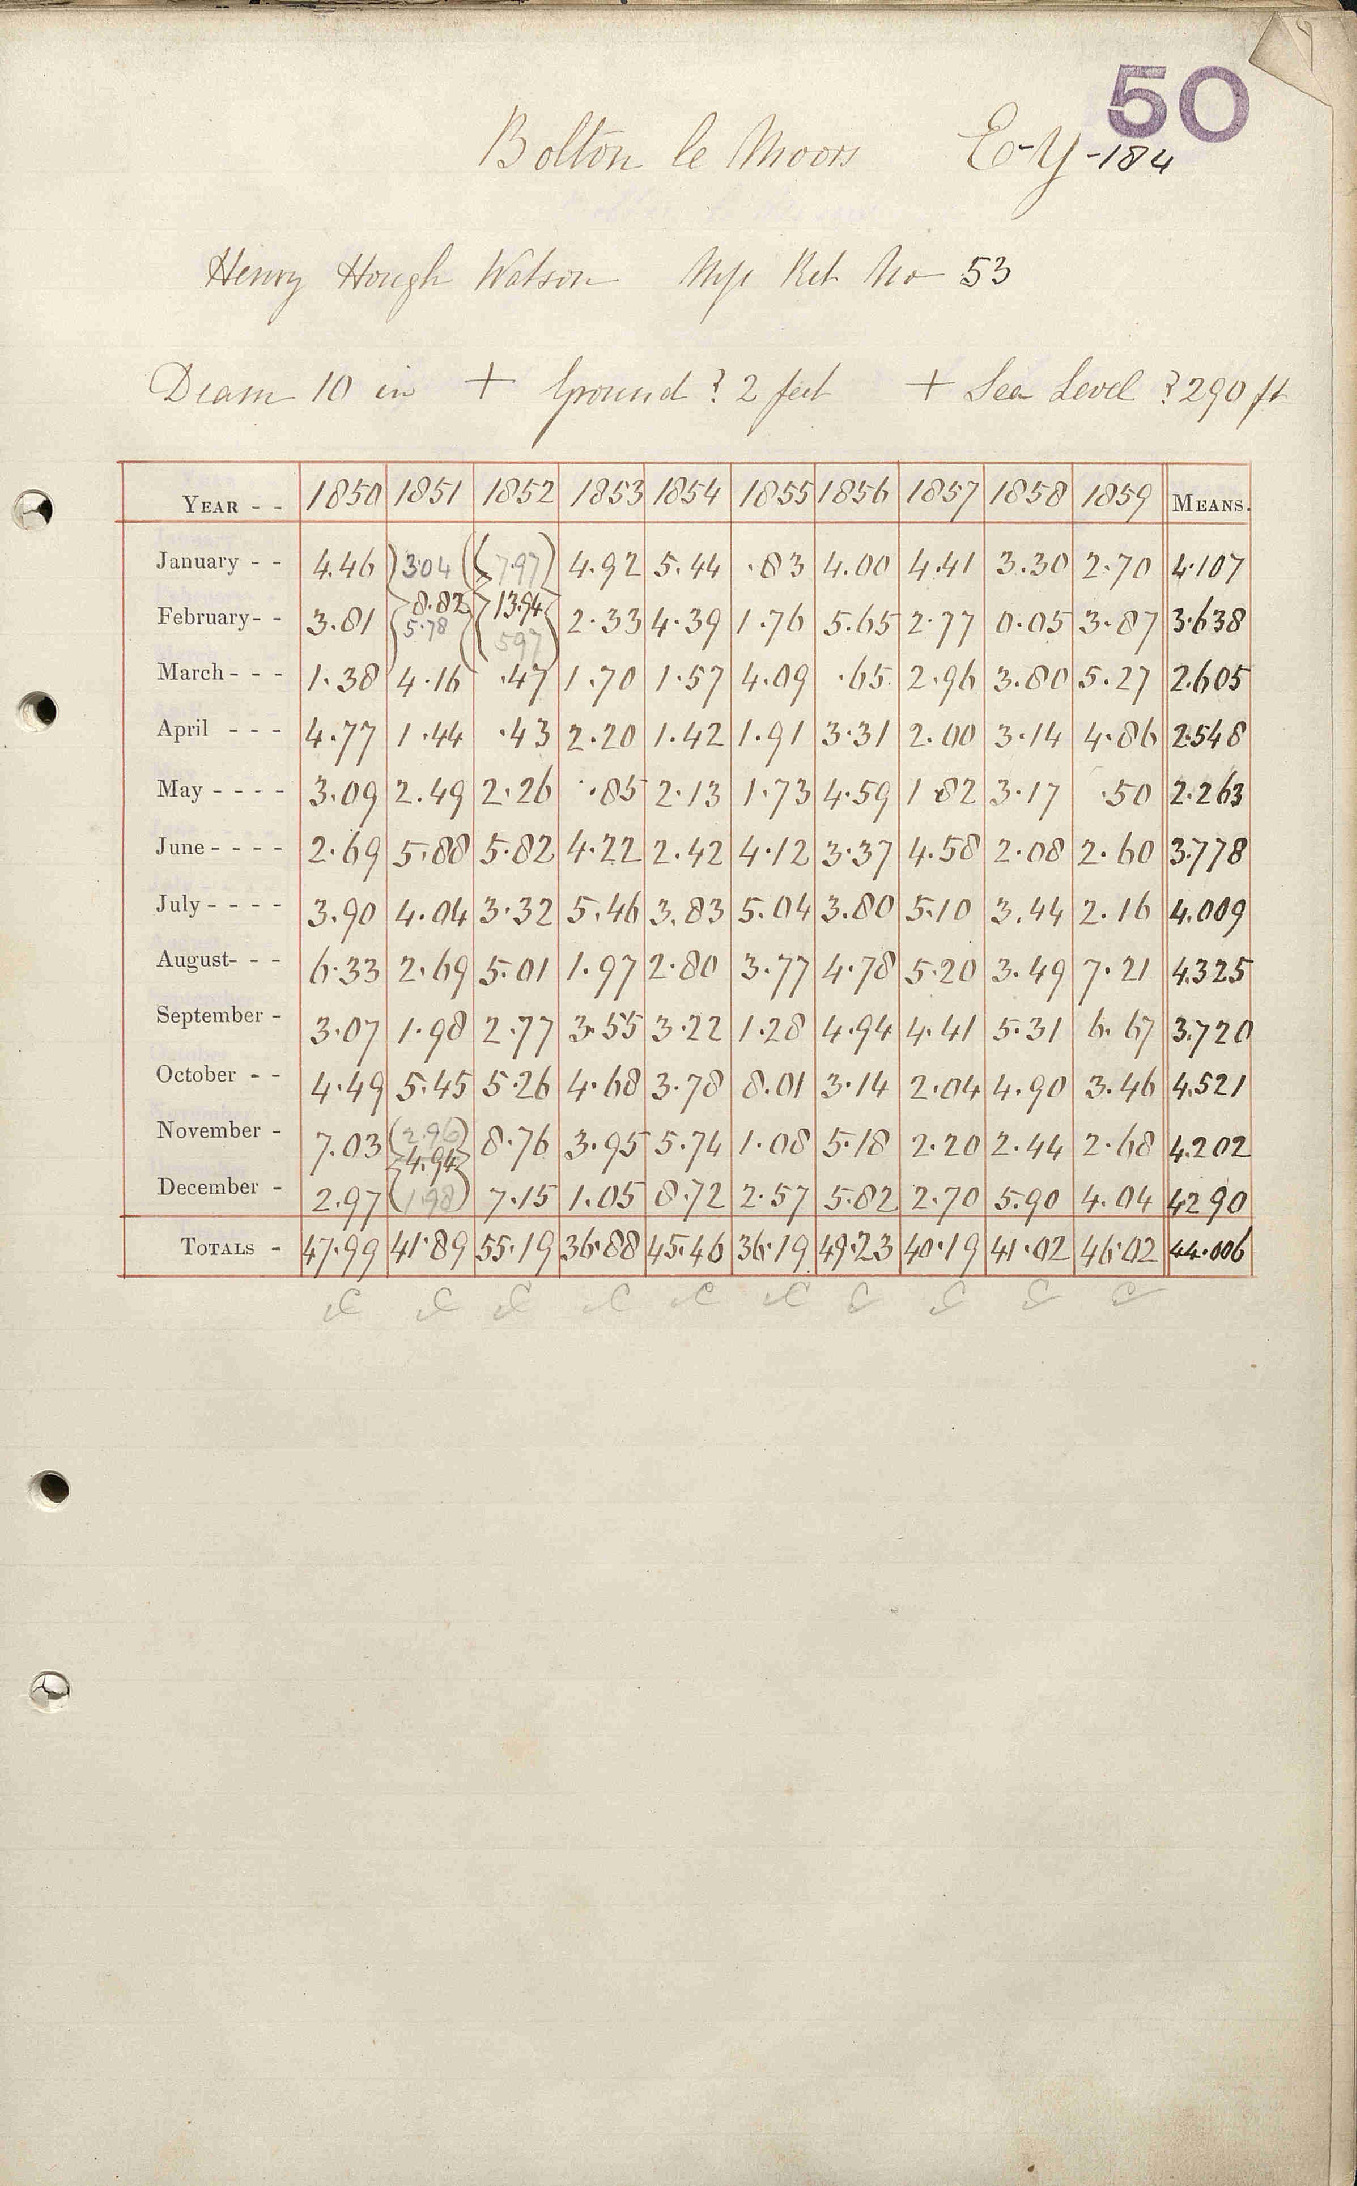 50
Bolton le Moors Eo-y-184
Henry Hough Watson Ret No 53
Diam 10 in + Ground ? 2 feet + Sea Level ? 290 ft
YEAR - - 1850 1851 1852 1853 1854 1855 1856 1857 1858 1859 MEANS.
January - - 4.46 3.04 (7.97) 4.92 5.44 .83 4.00 4.41 3.30 2.70 4.107
8.82 13.94
February - - 3.81 5.78 5.97 2.33 4.39 1.76 5.65 2.77 0.05 3.87 3.638
March - - - 1.38 4.16 .47 1.70 1.57 4.09 .65 2.96 3.80 5.27 2.605
April - - - 4.77 1.44 .43 2.20 1.42 1.91 3.31 2.00 3.14 4.86 2.548
May - - - - 3.09 2.49 2.26 .85 2.13 1.73 4.59 1.82 3.17 .50 2.263
June - - - - 2.69 5.88 5.82 4.22 2.42 4.12 3.37 4.58 2.08 2.60 3.778
July - - - - 3.90 4.04 3.32 5.46 3.83 5.04 3.80 5.10 3.44 2.16 4.009
August- - - 6.33 2.69 5.01 1.97 2.80 3.77 4.78 5.20 3.49 7.21 4.325
September - 3.07 1.98 2.77 3.55 3.22 1.28 4.94 4.41 5.31 6.67 3.720
October - - 4.49 5.45 5.26 4.68 3.78 8.01 3.14 2.04 4.90 3.46 4.521
November - 7.03 (2.96) 8.76 3.95 5.74 1.08 5.18 2.20 2.44 2.68 4.202
4.94
December - 2.97 (1.98) 7.15 1.05 8.72 2.57 5.82 2.70 5.90 4.04 4290
TOTALS - 47.99 41.89 55.19 36.88 45.46 36.19 49.23 40.19 41.02 46.02 44.006